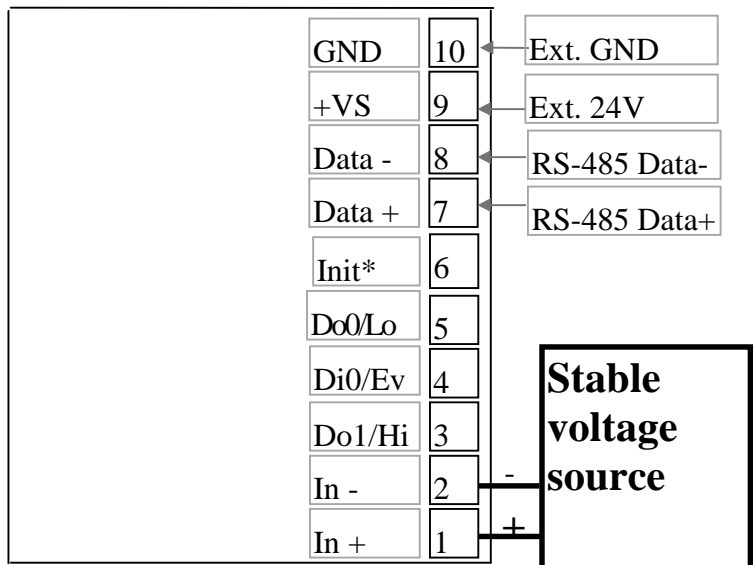 GND 10 Ext. GND
+VS 9 Ext. 24V
Data - 8 RS-485 Data-
Data + 7 RS-485 Data+
Init* 6
Do0/Lo 5
Di0/Ev 4
Do1/Hi 3
In - 2 -
In + 1 +
Stable
voltage
source